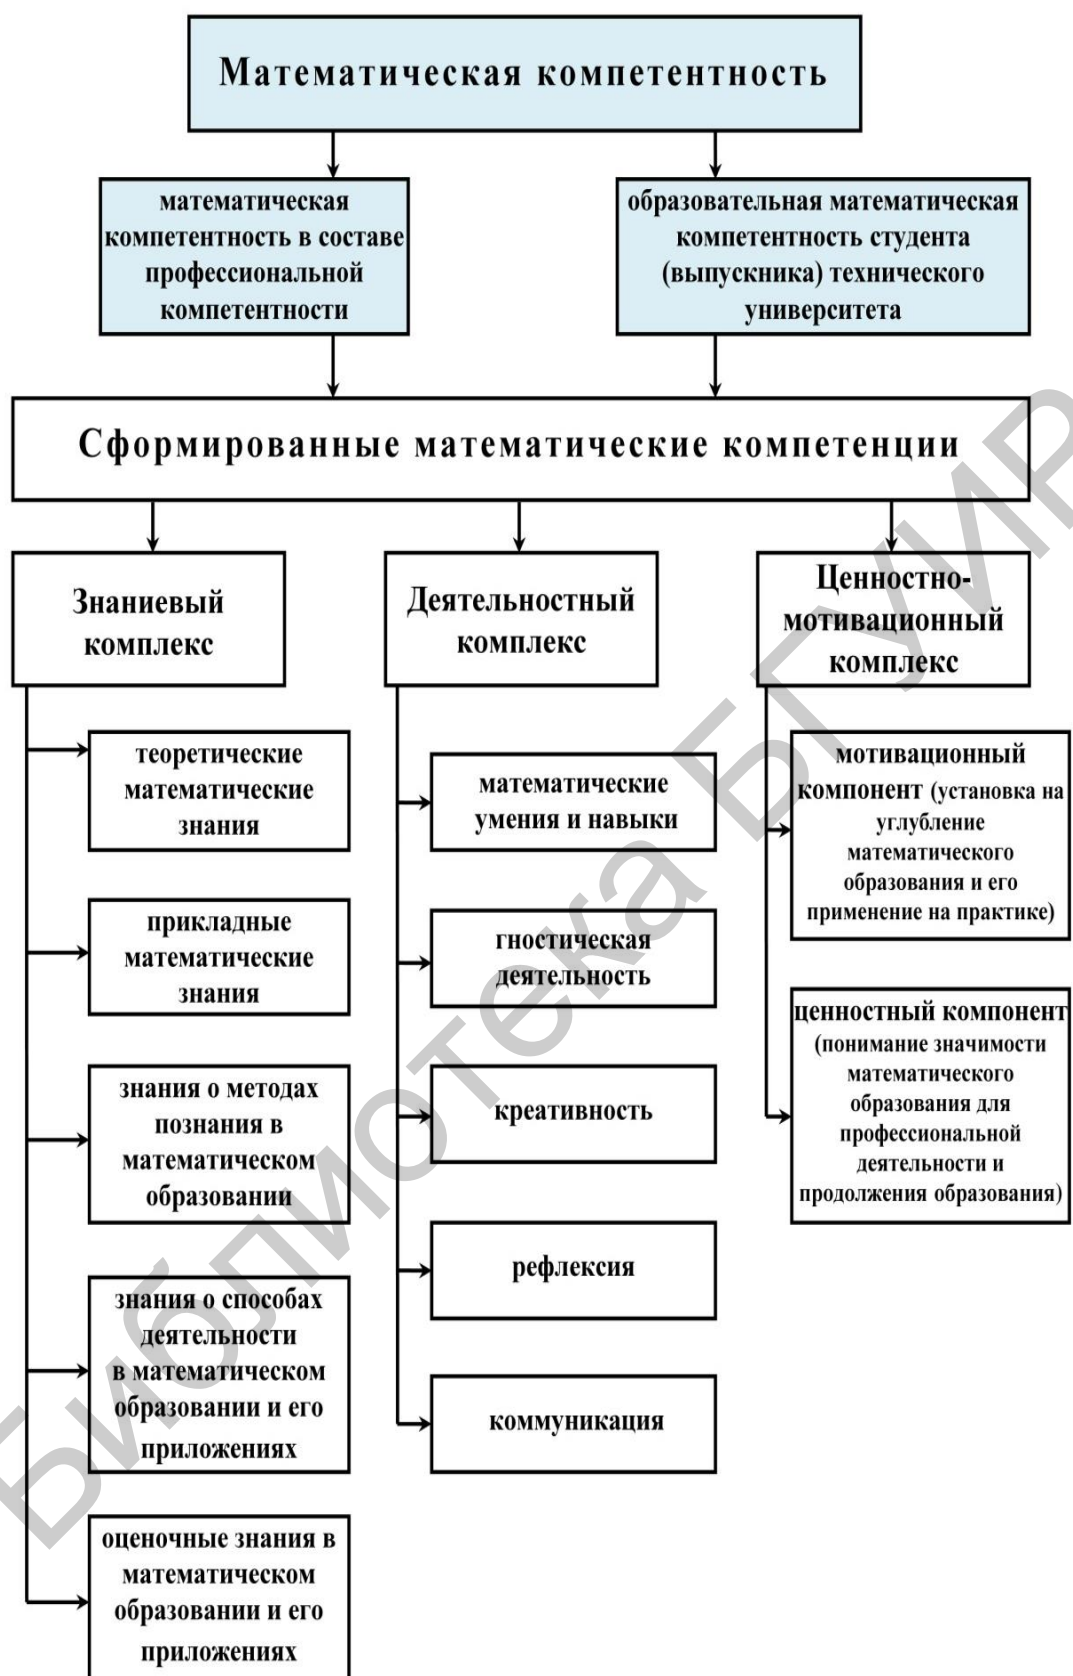 Математическая компетентность
математическая
компетентность в составе
профессиональной
компетентности
образовательная математическая
компетентность студента
(выпускника) технического
университета
Сформированные математические компетенции
Знаниевый
комплекс
теоретические
математические
знания
прикладные
математические
знания
знания о методах
познания в
математическом
образовании
знания о способах
деятельности
в математическом
образовании и его
приложениях
оценочные знания в
математическом
образовании и его
приложениях
Деятельностный
комплекс
математические
умения и навыки
гностическая
деятельность
креативность
рефлексия
коммуникация
Ценностно-
мотивационный
комплекс
мотивационный
компонент (установка на
углубление
математического
образования и его
применение на практике)
ценностный компонент
(понимание значимости
математического
образования для
профессиональной
деятельности и
продолжения образования)
Библиотека БГУИР